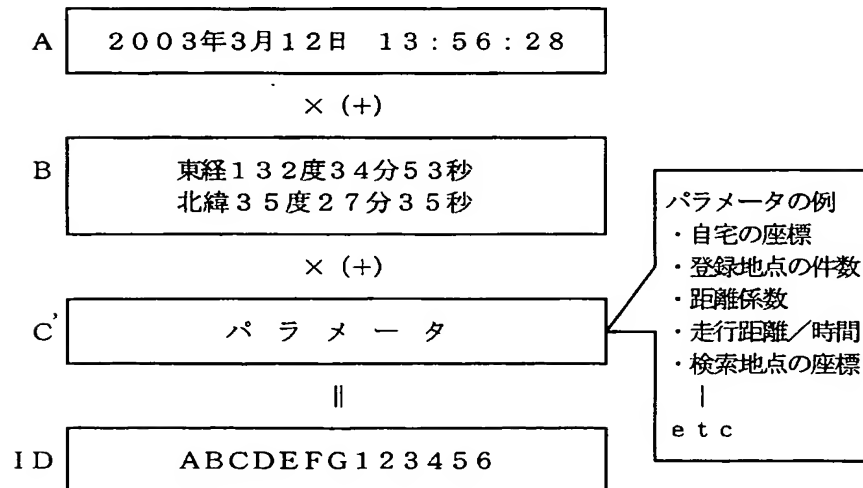 A ２００３年３月１２日 １３：５６：２８
× (+)
B 東経１３２度３４分５３秒
北緯３５度２７分３５秒
× (+)
C' パ ラ メ ー タ
||
ＩＤ ＡＢＣＤＥＦＧ１２３４５６
パラメータの例
・自宅の座標
・登録地点の件数
・距離係数
・走行距離／時間
・検索地点の座標
|
ｅｔｃ